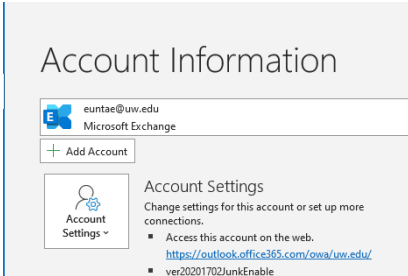 Account Information
euntae@uw.edu
Microsoft Exchange
Add Account
Account Settings
Change settings for this account or set up more
connections.
Access this account on the web.
https://outlook.office365.com/owa/uw.edu/
ver20201702JunkEnable
Account
Settings